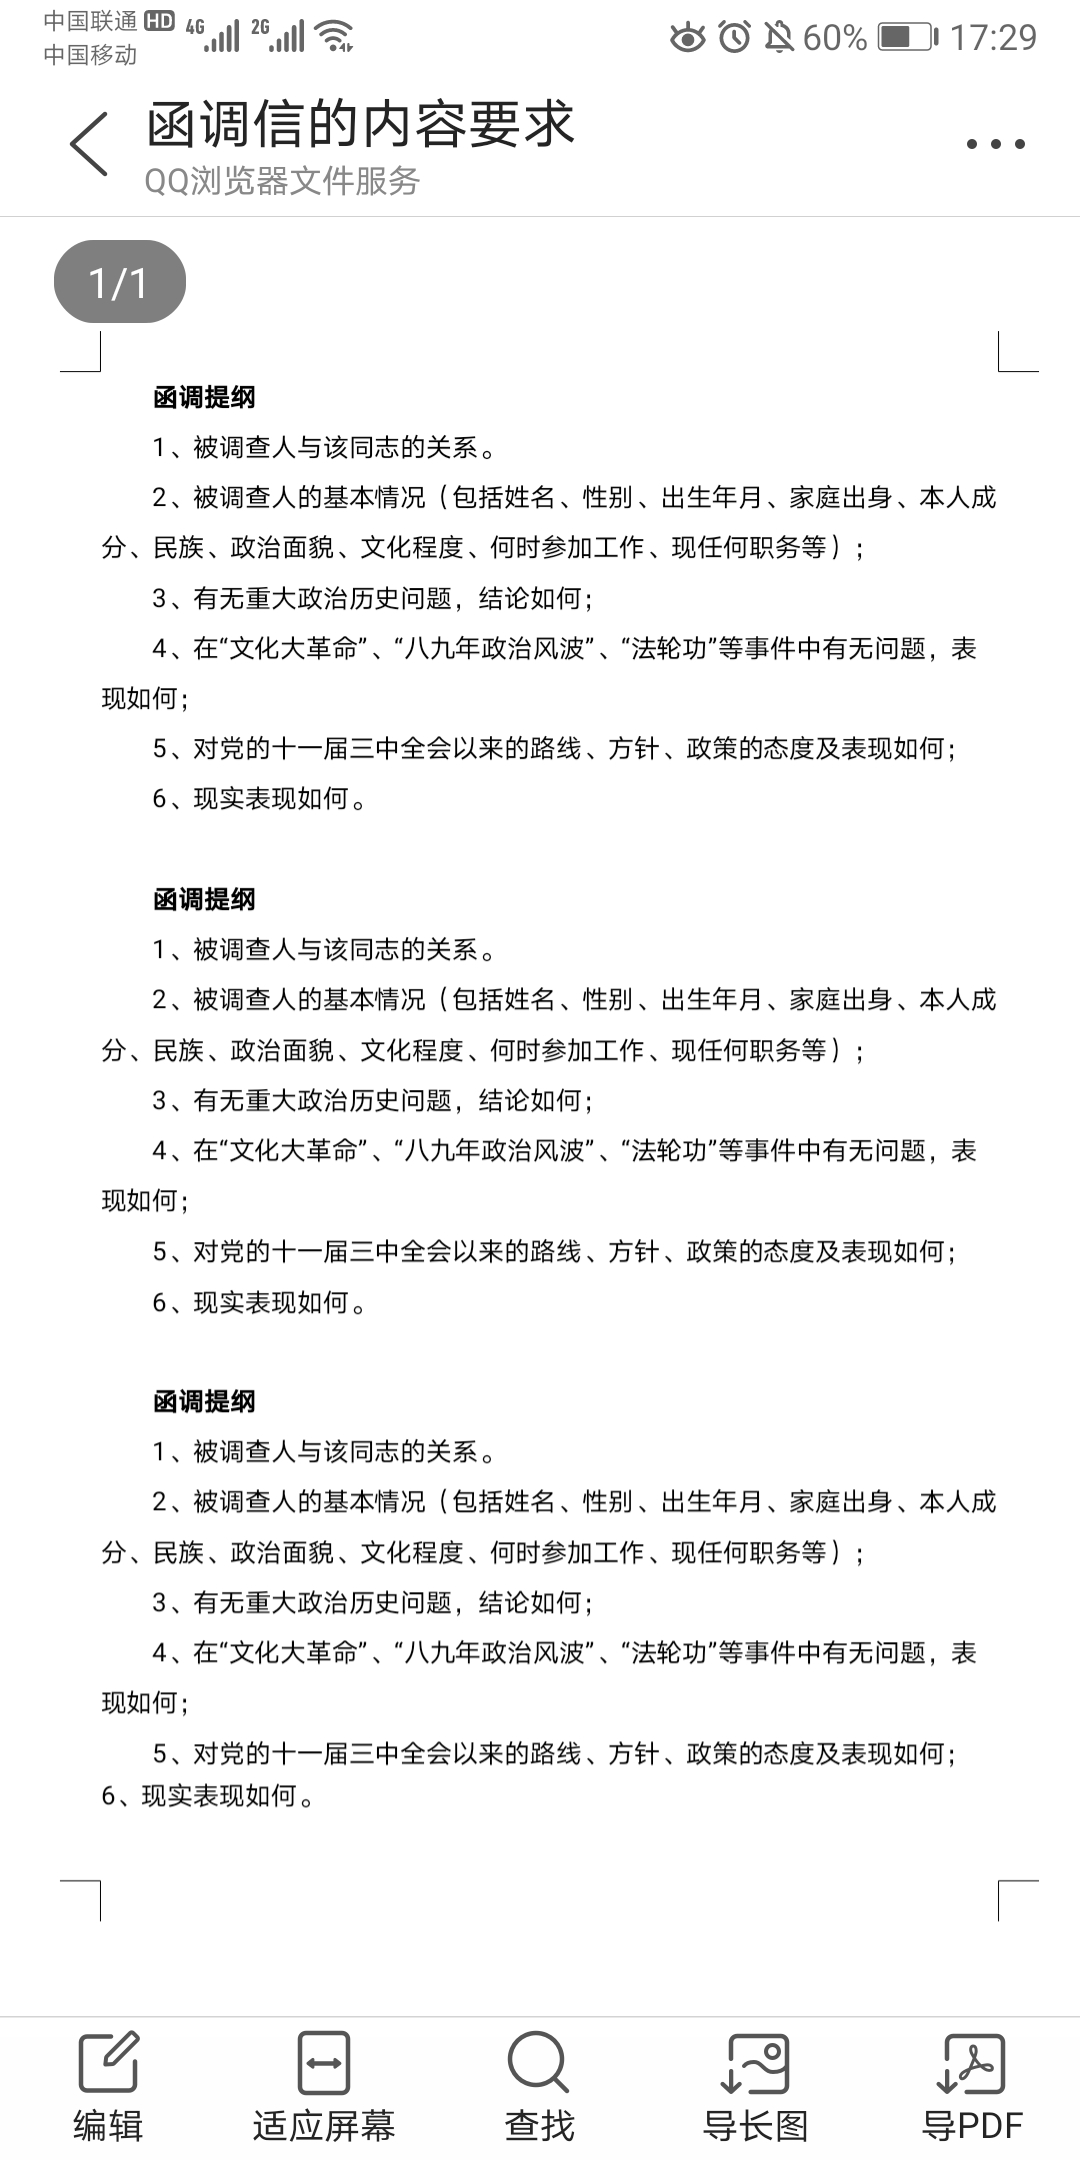 中国联通 HD 4G 2G 60% 17:29
中国移动
函调信的内容要求
QQ浏览器文件服务
1/1
函调提纲
1、被调查人与该同志的关系。
2、被调查人的基本情况（包括姓名、性别、出生年月、家庭出身、本人成
分、民族、政治面貌、文化程度、何时参加工作、现任何职务等）;
3、有无重大政治历史问题，结论如何;
4、在“文化大革命”、“八九年政治风波”、“法轮功”等事件中有无问题，表
现如何;
5、对党的十一届三中全会以来的路线、方针、政策的态度及表现如何;
6、现实表现如何。
函调提纲
1、被调查人与该同志的关系。
2、被调查人的基本情况（包括姓名、性别、出生年月、家庭出身、本人成
分、民族、政治面貌、文化程度、何时参加工作、现任何职务等）;
3、有无重大政治历史问题，结论如何;
4、在“文化大革命”、“八九年政治风波”、“法轮功”等事件中有无问题，表
现如何;
5、对党的十一届三中全会以来的路线、方针、政策的态度及表现如何;
6、现实表现如何。
函调提纲
1、被调查人与该同志的关系。
2、被调查人的基本情况（包括姓名、性别、出生年月、家庭出身、本人成
分、民族、政治面貌、文化程度、何时参加工作、现任何职务等）;
3、有无重大政治历史问题，结论如何;
4、在“文化大革命”、“八九年政治风波”、“法轮功”等事件中有无问题，表
现如何;
5、对党的十一届三中全会以来的路线、方针、政策的态度及表现如何;
6、现实表现如何。
编辑 适应屏幕 查找 导长图 导PDF